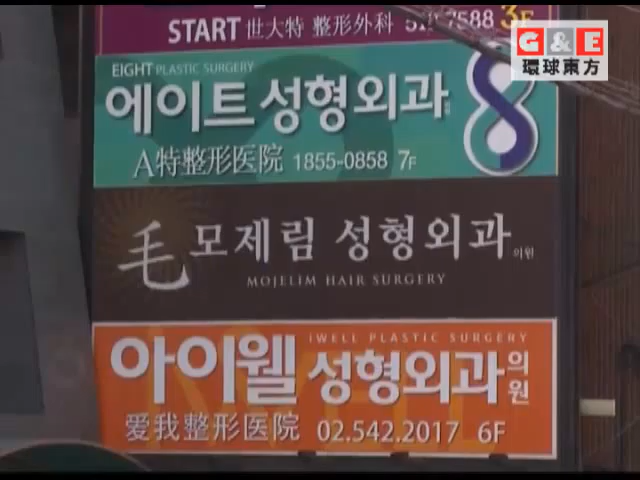 START 世大特 整形外科 7588 3F
G&E
環球東方
EIGHT PLASTIC SURGERY
에이트 성형외과
8
A特整形医院 1855-0858 7F
毛 모제림 성형외과 의원
MOJELIM HAIR SURGERY
IWELL PLASTIC SURGERY
아이웰 성형외과 의원
爱我整形医院 02.542.2017 6F